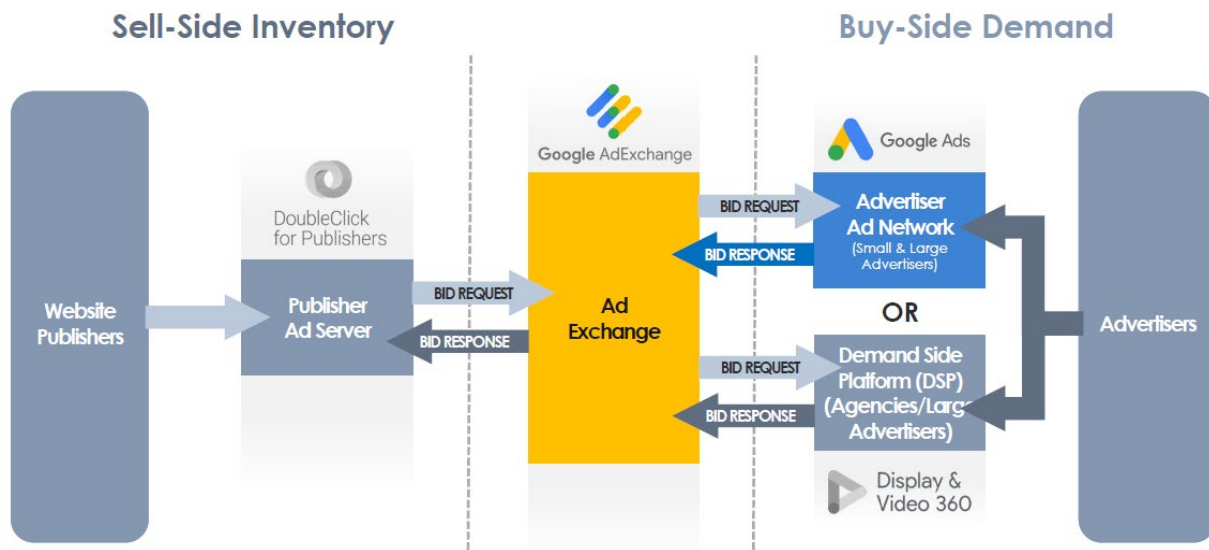 Sell-Side Inventory
Buy-Side Demand
Website
Publishers
DoubleClick
for Publishers
Publisher
Ad Server
BID REQUEST
BID RESPONSE
Google AdExchange
Ad
Exchange
BID REQUEST
BID RESPONSE
BID REQUEST
BID RESPONSE
Google Ads
Advertiser
Ad Network
(Small & Large
Advertisers)
OR
Demand Side
Platform (DSP)
(Agencies/Large
Advertisers)
Display &
Video 360
Advertisers